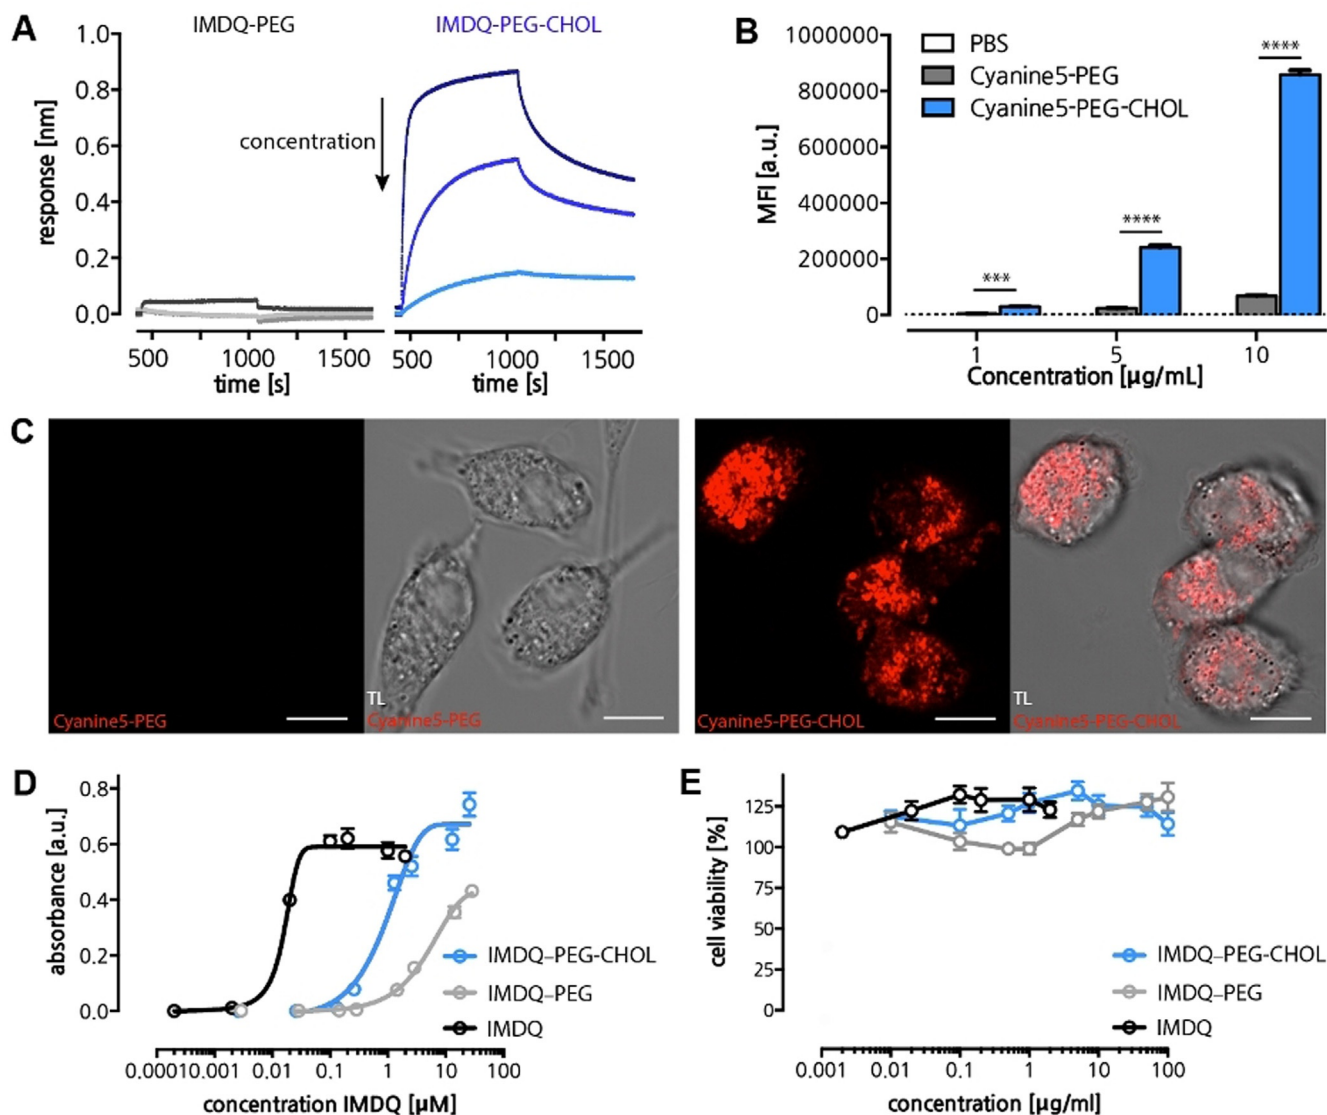 A
IMDQ-PEG
IMDQ-PEG-CHOL
response [nm]
1.0
0.8
0.6
0.4
0.2
0.0
concentration
500
1000
1500
time [s]
500
1000
1500
time [s]
B
MFI [a.u.]
1000000
800000
600000
400000
200000
0
PBS
Cyanine5-PEG
Cyanine5-PEG-CHOL
***
****
****
1
5
10
Concentration [µg/mL]
C
Cyanine5-PEG
TL
Cyanine5-PEG
Cyanine5-PEG-CHOL
TL
Cyanine5-PEG-CHOL
D
absorbance [a.u.]
0.8
0.6
0.4
0.2
0.0
IMDQ–PEG-CHOL
IMDQ–PEG
IMDQ
0.0001 0.001 0.01 0.1 1 10 100
concentration IMDQ [µM]
E
cell viability [%]
125
100
75
50
25
0
IMDQ–PEG-CHOL
IMDQ–PEG
IMDQ
0.001 0.01 0.1 1 10 100
concentration [µg/ml]